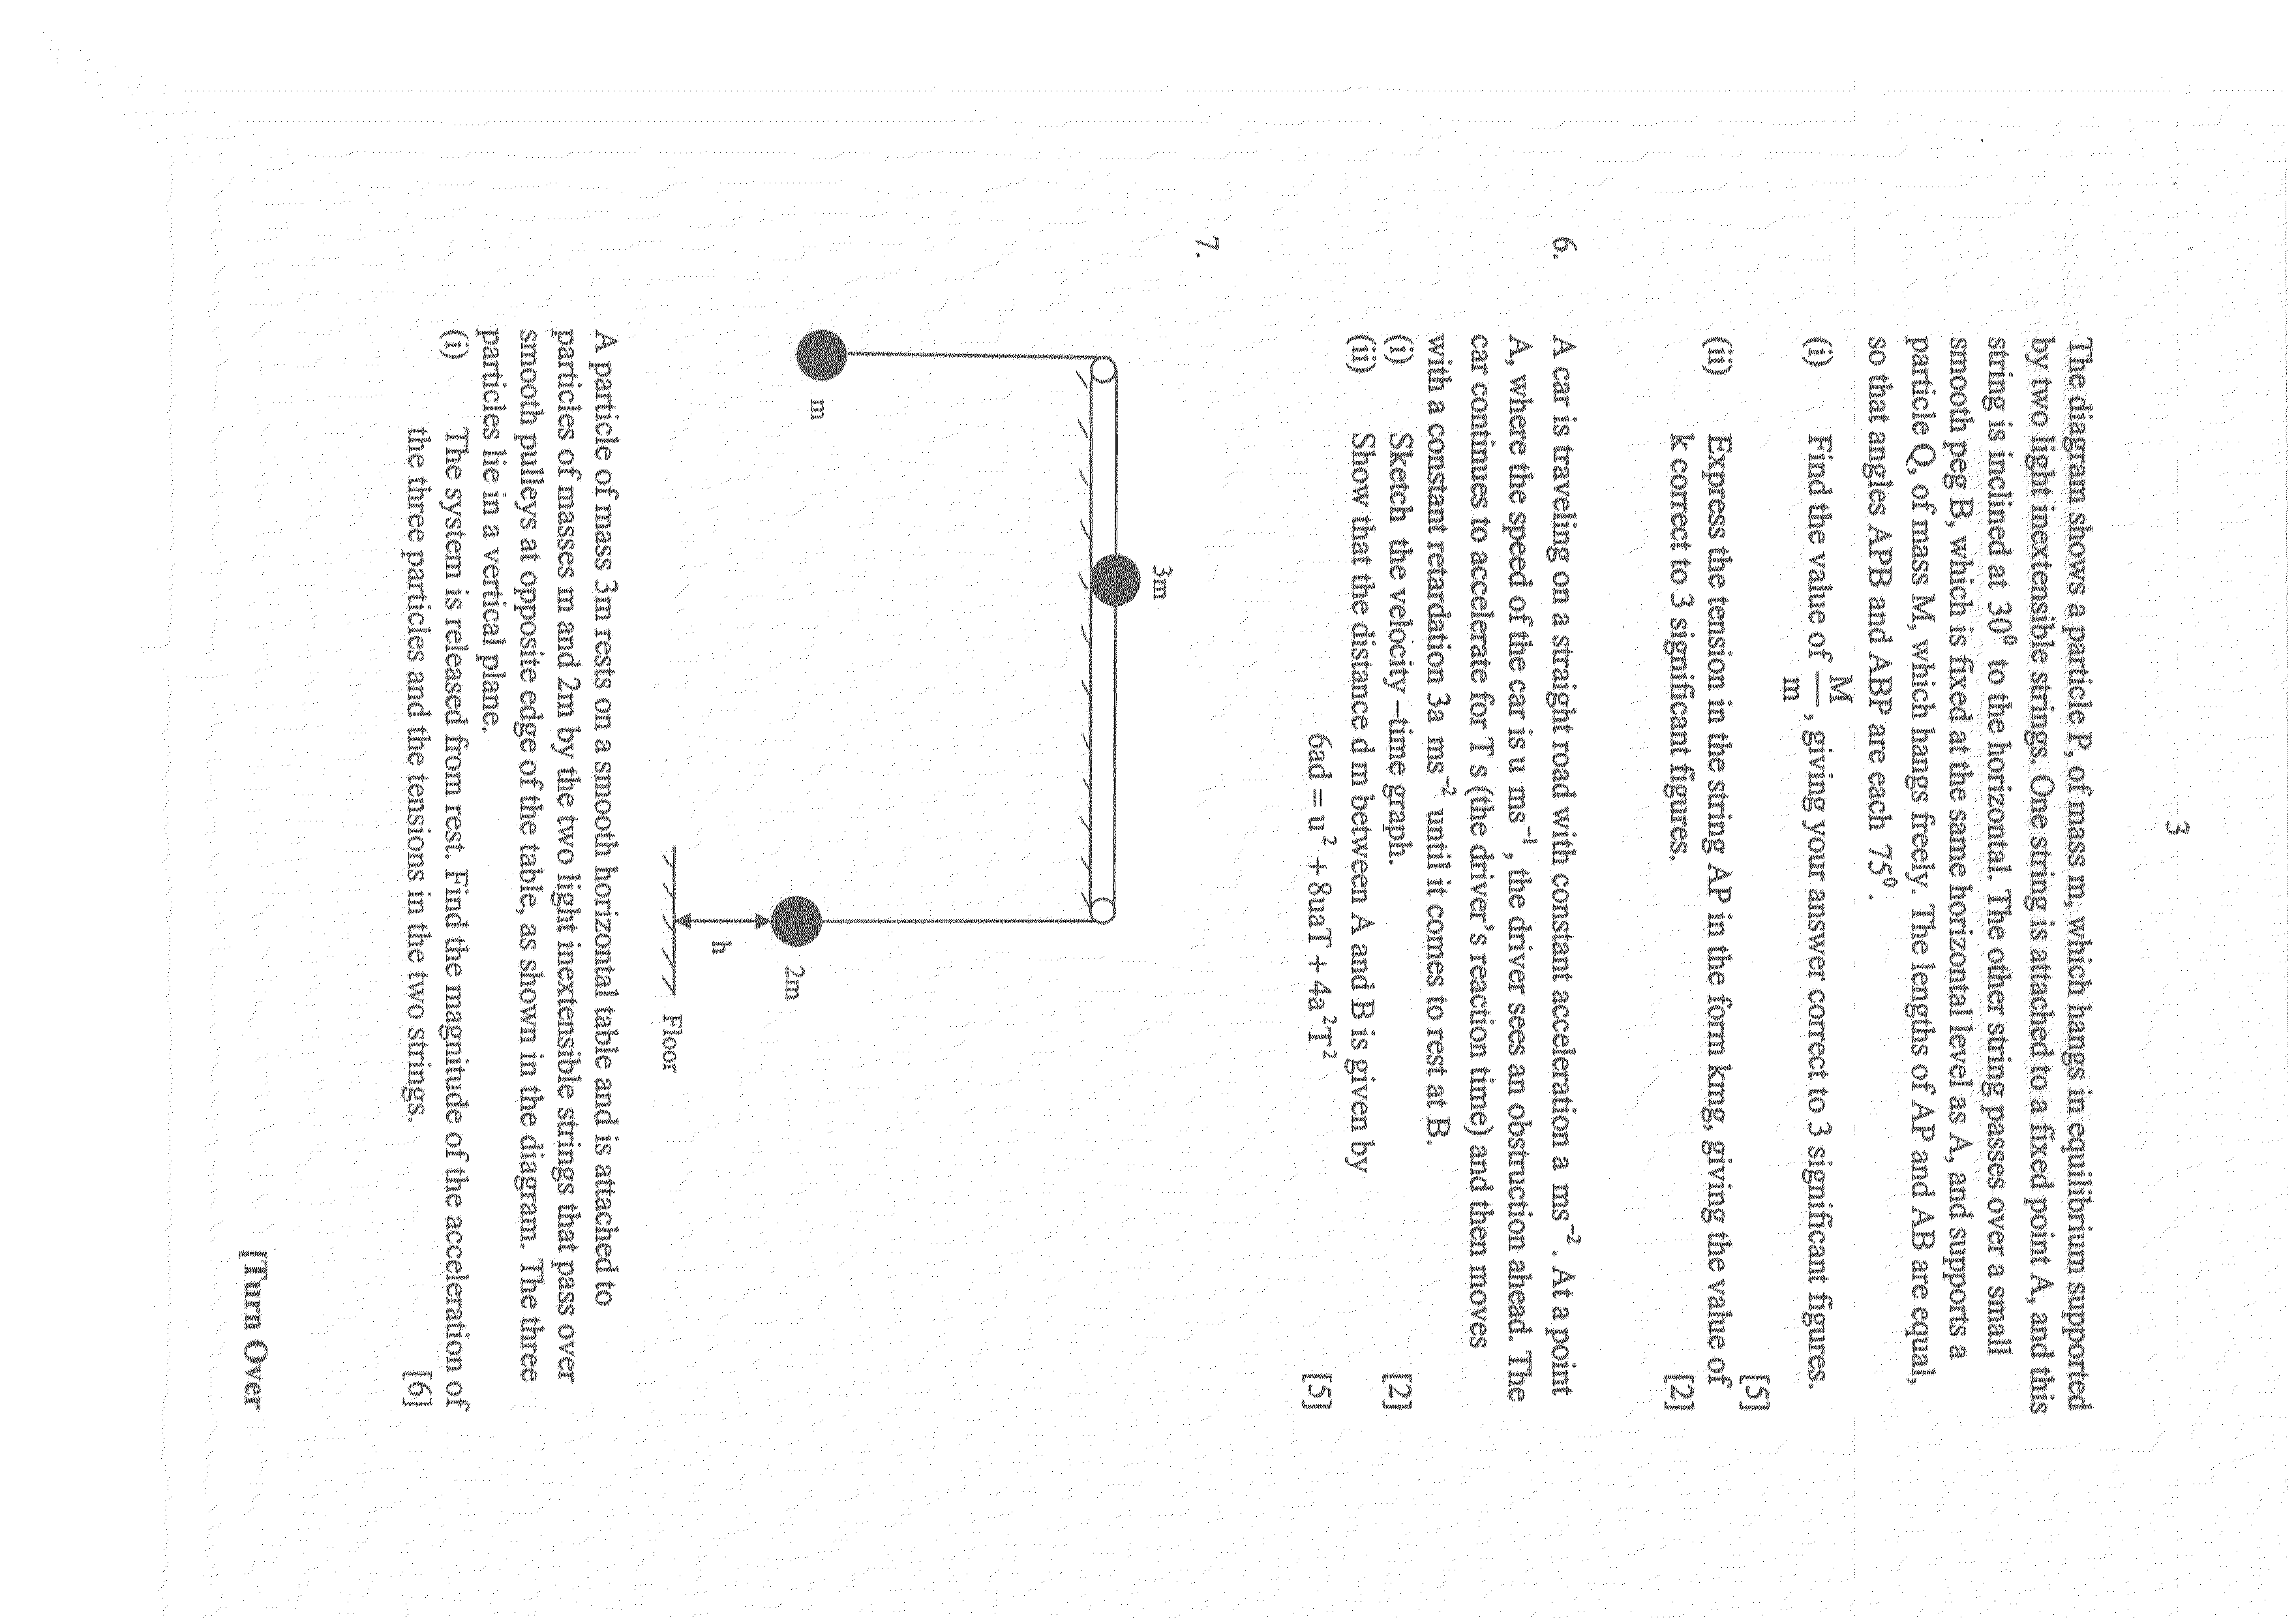 3
The diagram shows a particle P, of mass m, which hangs in equilibrium supported
by two light inextensible strings. One string is attached to a fixed point A, and this
string is inclined at 30⁰ to the horizontal. The other string passes over a small
smooth peg B, which is fixed at the same horizontal level as A, and supports a
particle Q, of mass M, which hangs freely. The lengths of AP and AB are equal,
so that angles APB and ABP are each 75⁰.
(i) Find the value of M/m, giving your answer correct to 3 significant figures.
[5]
(ii) Express the tension in the string AP in the form kmg, giving the value of
k correct to 3 significant figures. [2]
6. A car is traveling on a straight road with constant acceleration a ms⁻². At a point
A, where the speed of the car is u ms⁻¹, the driver sees an obstruction ahead. The
car continues to accelerate for T s (the driver's reaction time) and then moves
with a constant retardation 3a ms⁻² until it comes to rest at B.
(i) Sketch the velocity –time graph. [2]
(ii) Show that the distance d m between A and B is given by
6ad = u² + 8uaT + 4a²T² [5]
7.
3m
m
2m
h
Floor
A particle of mass 3m rests on a smooth horizontal table and is attached to
particles of masses m and 2m by the two light inextensible strings that pass over
smooth pulleys at opposite edge of the table, as shown in the diagram. The three
particles lie in a vertical plane.
(i) The system is released from rest. Find the magnitude of the acceleration of
the three particles and the tensions in the two strings. [6]
[Turn Over